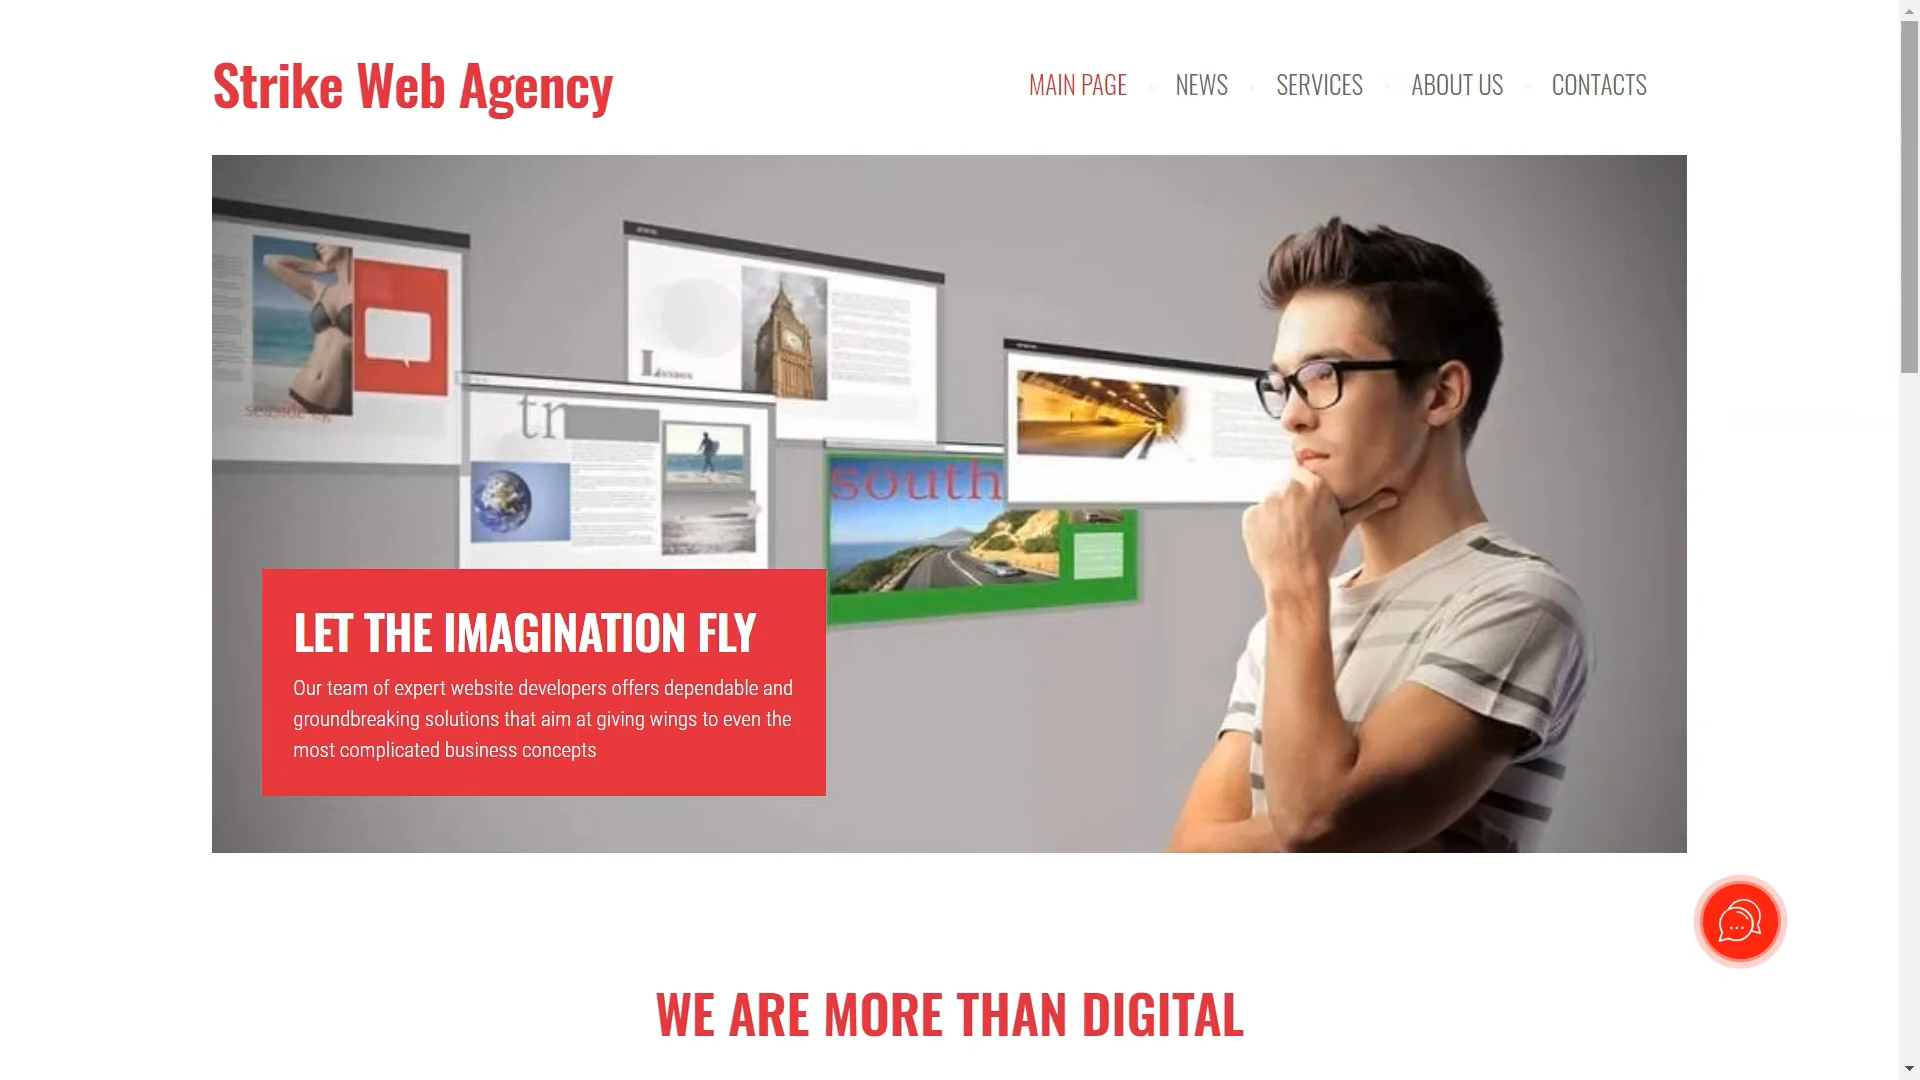 Strike Web Agency
MAIN PAGE
NEWS
SERVICES
ABOUT US
CONTACTS
London
tr
south
LET THE IMAGINATION FLY
Our team of expert website developers offers dependable and
groundbreaking solutions that aim at giving wings to even the
most complicated business concepts
WE ARE MORE THAN DIGITAL